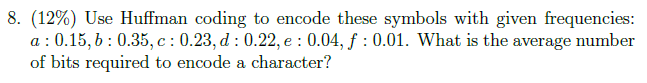 8. (12%) Use Huffman coding to encode these symbols with given frequencies:
a : 0.15, b : 0.35, c : 0.23, d : 0.22, e : 0.04, f : 0.01. What is the average number
of bits required to encode a character?